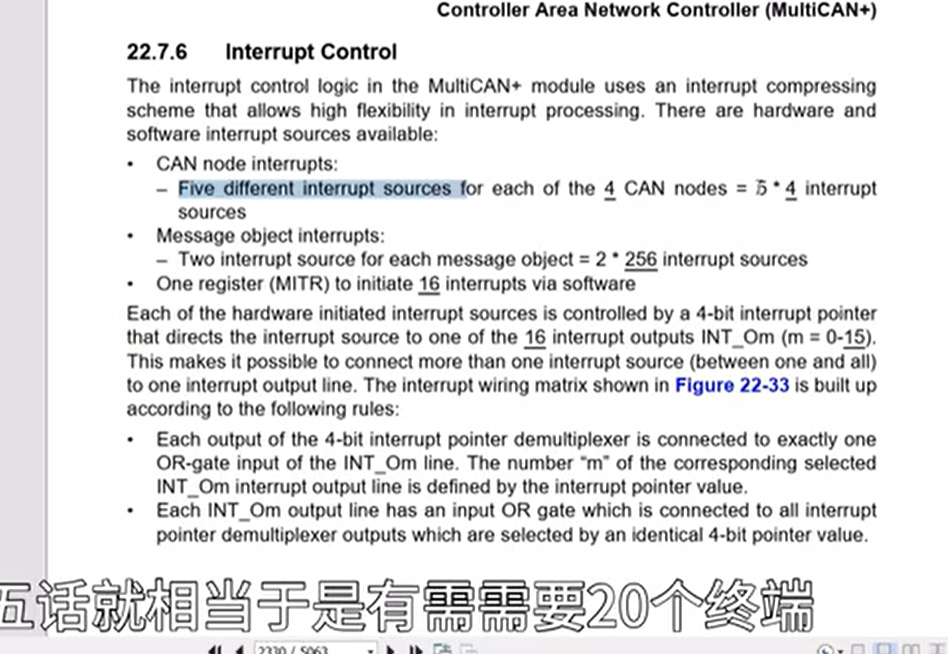 Controller Area Network Controller (MultiCAN+)
22.7.6 Interrupt Control
The interrupt control logic in the MultiCAN+ module uses an interrupt compressing
scheme that allows high flexibility in interrupt processing. There are hardware and
software interrupt sources available:
• CAN node interrupts:
– Five different interrupt sources for each of the 4 CAN nodes = 5 * 4 interrupt
sources
• Message object interrupts:
– Two interrupt source for each message object = 2 * 256 interrupt sources
• One register (MITR) to initiate 16 interrupts via software
Each of the hardware initiated interrupt sources is controlled by a 4-bit interrupt pointer
that directs the interrupt source to one of the 16 interrupt outputs INT_Om (m = 0-15).
This makes it possible to connect more than one interrupt source (between one and all)
to one interrupt output line. The interrupt wiring matrix shown in Figure 22-33 is built up
according to the following rules:
• Each output of the 4-bit interrupt pointer demultiplexer is connected to exactly one
OR-gate input of the INT_Om line. The number "m" of the corresponding selected
INT_Om interrupt output line is defined by the interrupt pointer value.
• Each INT_Om output line has an input OR gate which is connected to all interrupt
pointer demultiplexer outputs which are selected by an identical 4-bit pointer value.
五话就相当于是有需需要20个终端
2330 / 5063